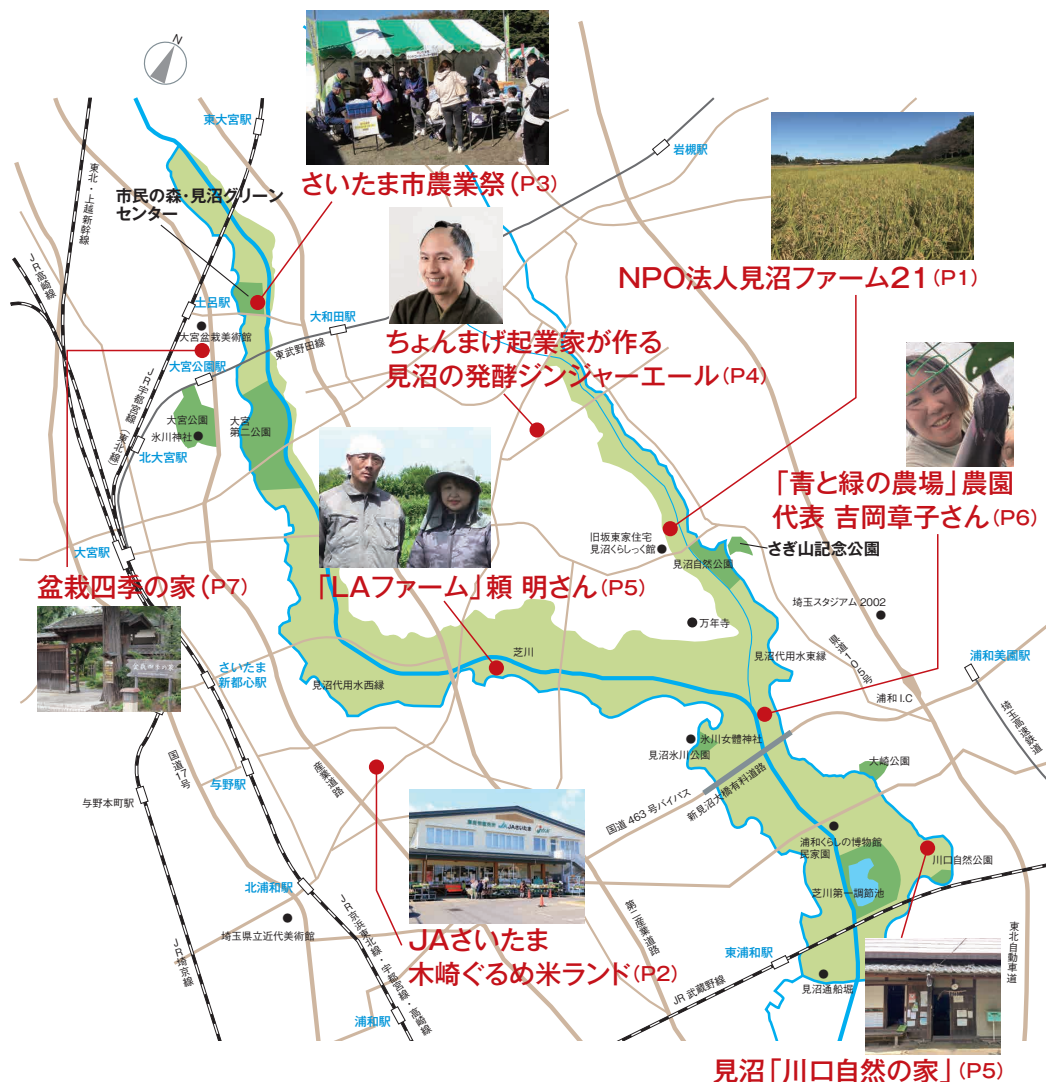 N
東大宮駅
岩槻駅
東北・上越新幹線
さいたま市農業祭(P3)
市民の森・見沼グリーン
センター
NPO法人見沼ファーム21(P1)
JR高崎線
土呂駅
大宮盆栽美術館
大和田駅
東武野田線
大宮公園駅
ちょんまげ起業家が作る
見沼の発酵ジンジャーエール(P4)
JR宇都宮線(東北線)
大宮公園
氷川神社
大宮
第二公園
北大宮駅
「青と緑の農場」農園
代表 吉岡章子さん(P6)
大宮駅
旧坂東家住宅
見沼くらしっく館
さぎ山記念公園
見沼自然公園
盆栽四季の家(P7)
「LAファーム」頼 明さん(P5)
埼玉スタジアム2002
万年寺
盆栽四季の家
芝川
見沼代用水東縁
県道105号
浦和美園駅
さいたま
新都心駅
見沼代用水西縁
浦和I.C
埼玉高速鉄道
氷川女體神社
見沼氷川公園
大崎公園
国道17号
与野駅
産業道路
新見沼大橋有料道路
国道463号バイパス
与野本町駅
JAさいたま
浦和くらしの博物館
民家園
川口自然公園
芝川第一調節池
北浦和駅
埼玉県立近代美術館
JR京浜東北線・宇都宮線・高崎線
第二産業道路
東北自動車道
JAさいたま
木崎ぐるめ米ランド(P2)
JR埼京線
東浦和駅
JR武蔵野線
見沼通船堀
浦和駅
見沼「川口自然の家」(P5)